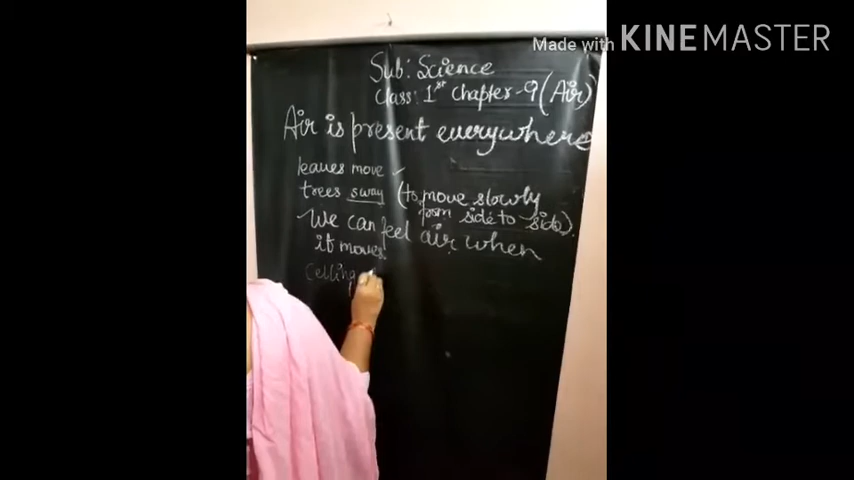 Made with KINEMASTER
Sub: Science
Class: 1st Chapter-9 (Air)
Air is present everywhere
leaves move ✓
trees sway (to move slowly
from side to side).
We can feel air when
it moves.
Celling